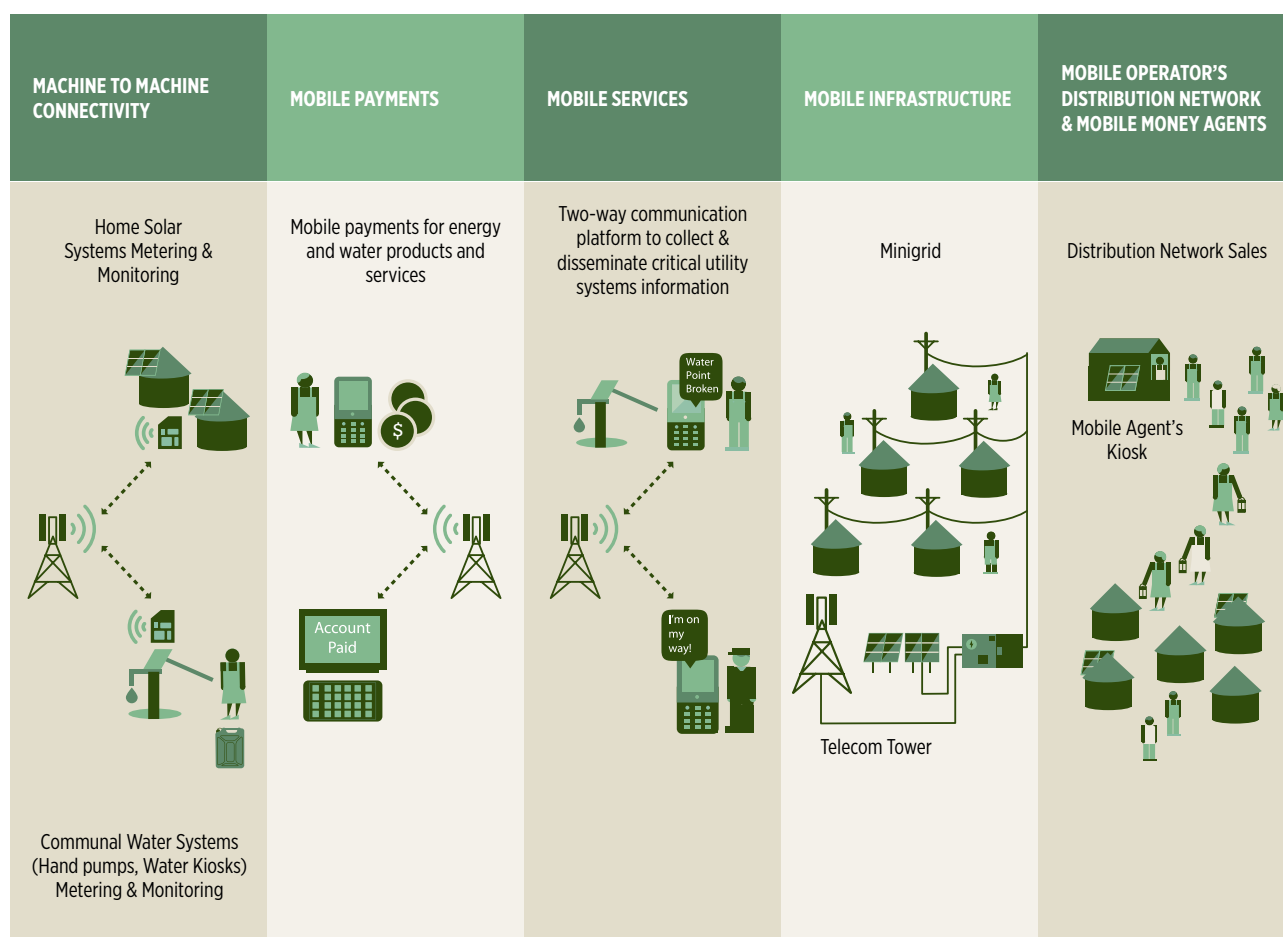 MACHINE TO MACHINE
CONNECTIVITY
MOBILE PAYMENTS
MOBILE SERVICES
MOBILE INFRASTRUCTURE
MOBILE OPERATOR’S
DISTRIBUTION NETWORK
& MOBILE MONEY AGENTS
Home Solar
Systems Metering &
Monitoring
Communal Water Systems
(Hand pumps, Water Kiosks)
Metering & Monitoring
Mobile payments for energy
and water products and
services
$
Account
Paid
Two-way communication
platform to collect &
disseminate critical utility
systems information
Water
Point
Broken
I’m on
my
way!
Minigrid
Telecom Tower
Distribution Network Sales
Mobile Agent’s
Kiosk